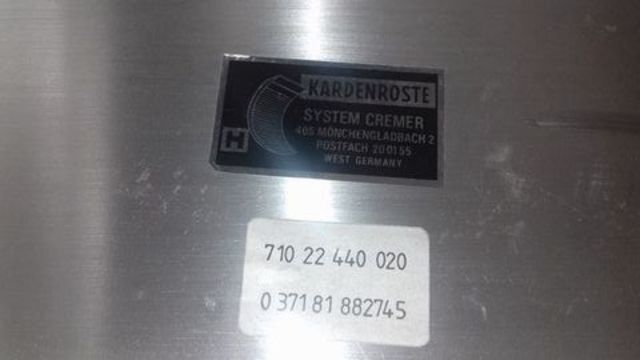 KARDENROSTE
SYSTEM CREMER
405 MÖNCHENGLADBACH 2
POSTFACH 200155
WEST GERMANY
H
710 22 440 020
0 371 81 882745